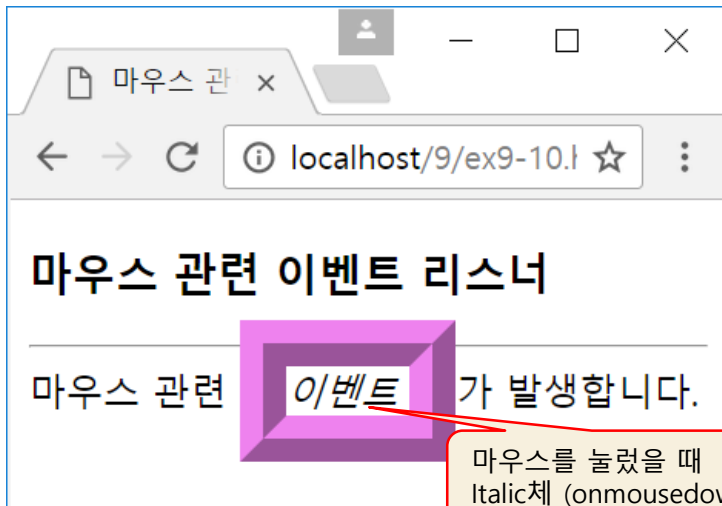 마우스 관
localhost/9/ex9-10.h
마우스 관련 이벤트 리스너
마우스 관련 이벤트 가 발생합니다.
마우스를 눌렀을 때
Italic체 (onmousedow